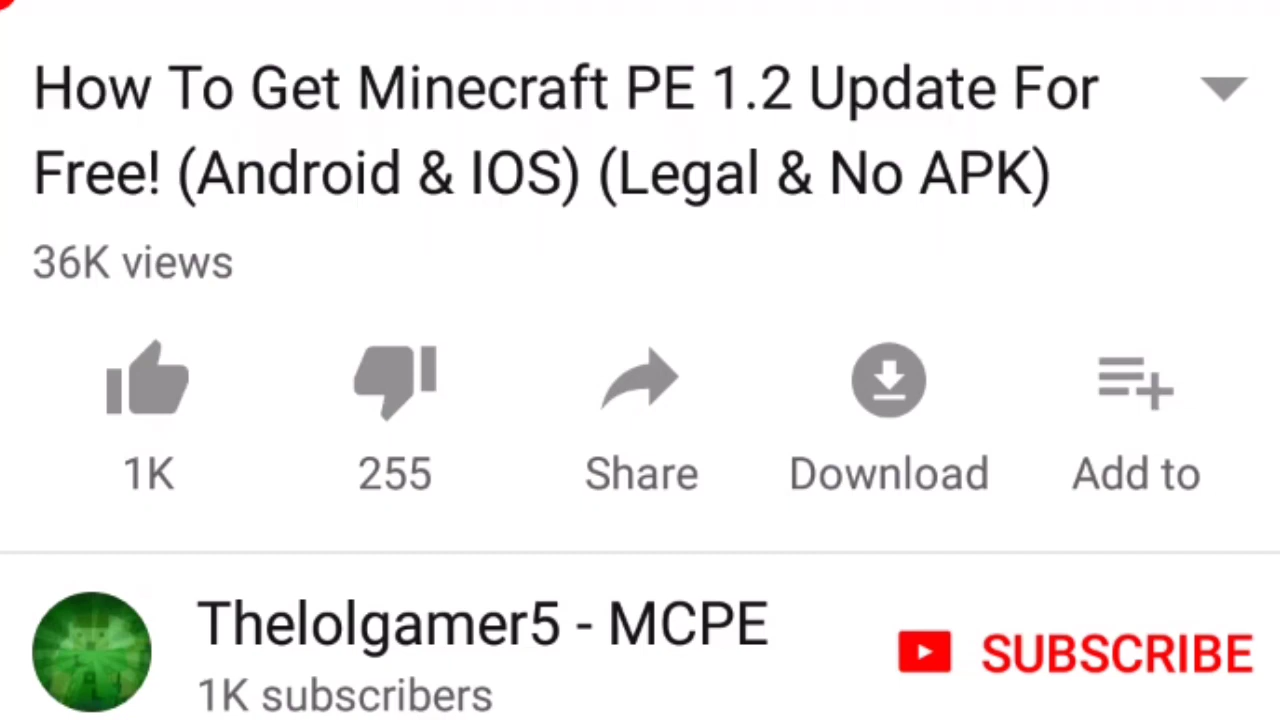 How To Get Minecraft PE 1.2 Update For
Free! (Android & IOS) (Legal & No APK)
36K views
1K
255
Share
Download
Add to
Thelolgamer5 - MCPE
SUBSCRIBE
1K subscribers